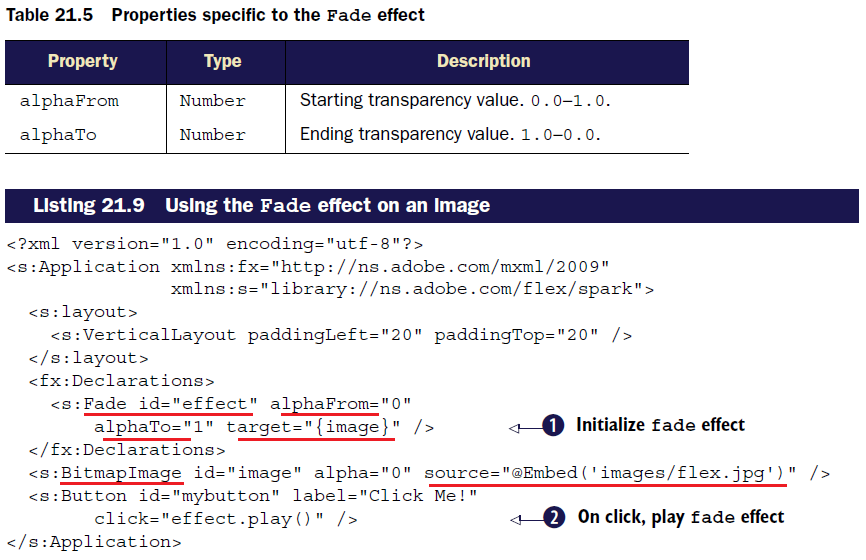 Table 21.5 Properties specific to the Fade effect
Property Type Description
alphaFrom Number Starting transparency value. 0.0–1.0.
alphaTo Number Ending transparency value. 1.0–0.0.
Listing 21.9 Using the Fade effect on an image
<?xml version="1.0" encoding="utf-8"?>
<s:Application xmlns:fx="http://ns.adobe.com/mxml/2009"
xmlns:s="library://ns.adobe.com/flex/spark">
<s:layout>
<s:VerticalLayout paddingLeft="20" paddingTop="20" />
</s:layout>
<fx:Declarations>
<s:Fade id="effect" alphaFrom="0"
alphaTo="1" target="{image}" /> 1 Initialize fade effect
</fx:Declarations>
<s:BitmapImage id="image" alpha="0" source="@Embed('images/flex.jpg')" />
<s:Button id="mybutton" label="Click Me!"
click="effect.play()" /> 2 On click, play fade effect
</s:Application>